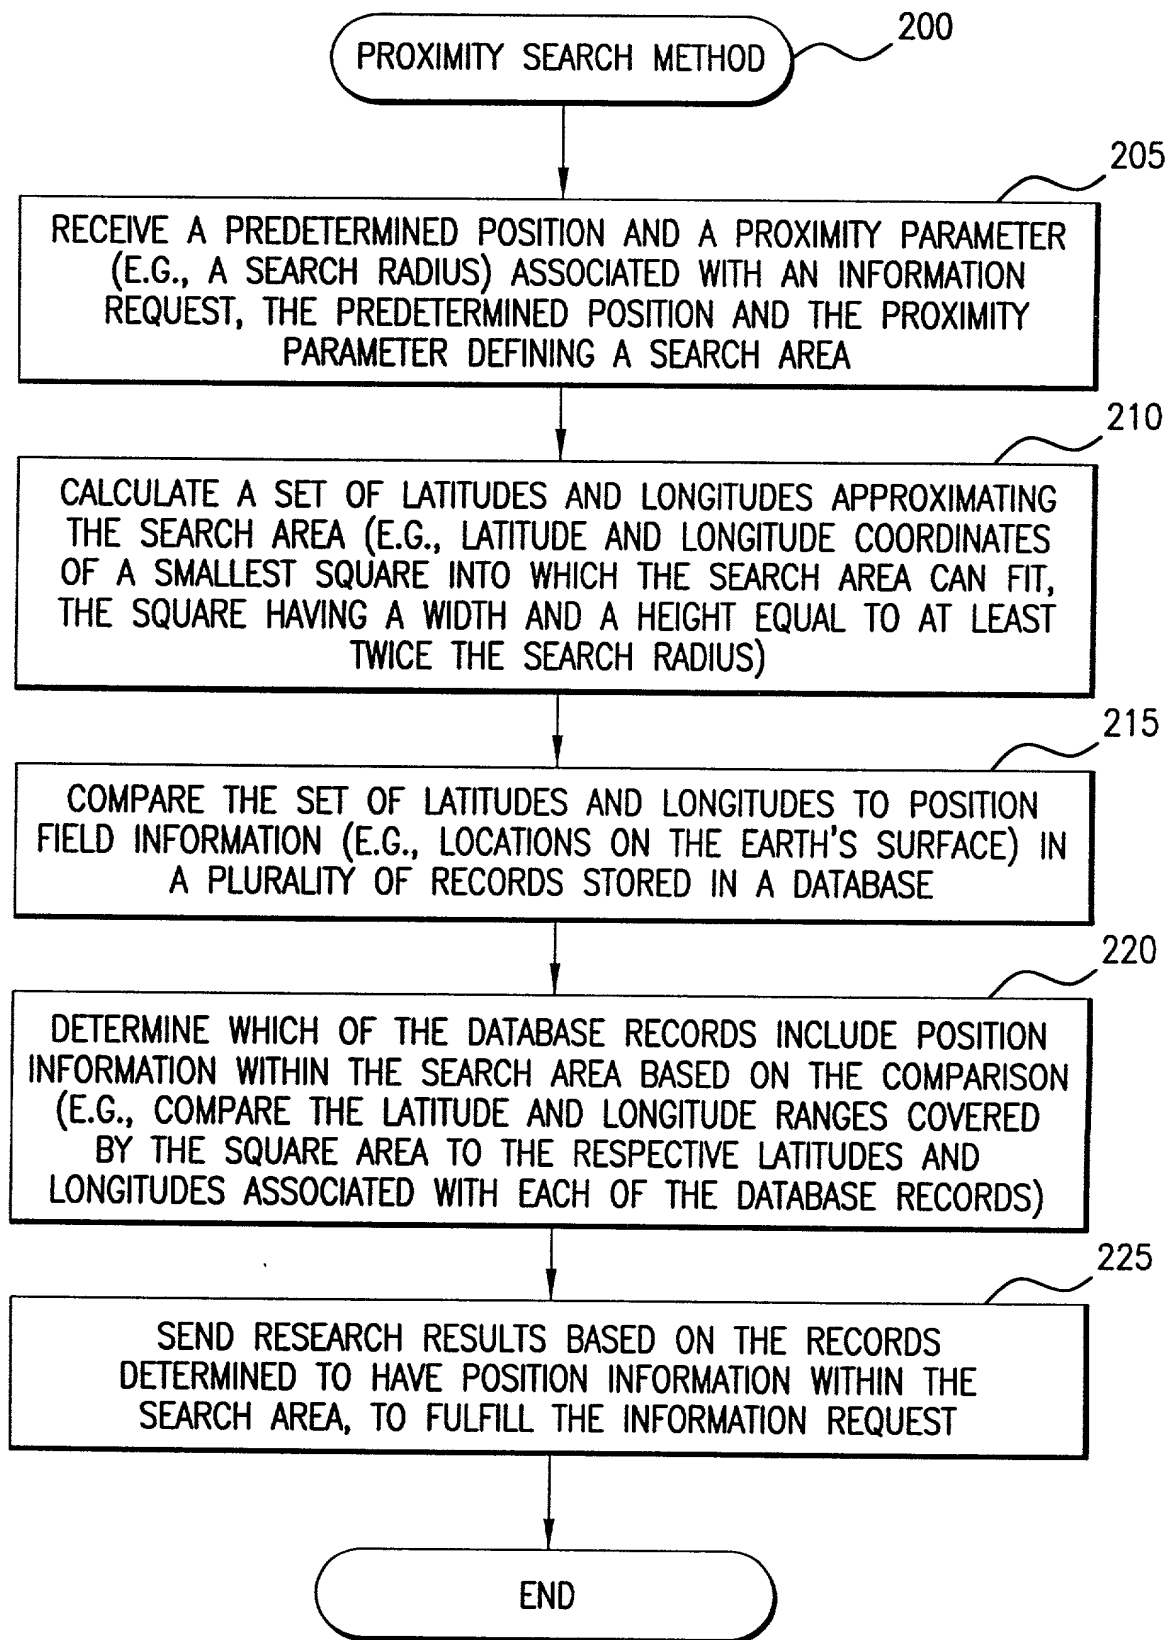 PROXIMITY SEARCH METHOD
200
205
RECEIVE A PREDETERMINED POSITION AND A PROXIMITY PARAMETER
(E.G., A SEARCH RADIUS) ASSOCIATED WITH AN INFORMATION
REQUEST, THE PREDETERMINED POSITION AND THE PROXIMITY
PARAMETER DEFINING A SEARCH AREA
210
CALCULATE A SET OF LATITUDES AND LONGITUDES APPROXIMATING
THE SEARCH AREA (E.G., LATITUDE AND LONGITUDE COORDINATES
OF A SMALLEST SQUARE INTO WHICH THE SEARCH AREA CAN FIT,
THE SQUARE HAVING A WIDTH AND A HEIGHT EQUAL TO AT LEAST
TWICE THE SEARCH RADIUS)
215
COMPARE THE SET OF LATITUDES AND LONGITUDES TO POSITION
FIELD INFORMATION (E.G., LOCATIONS ON THE EARTH'S SURFACE) IN
A PLURALITY OF RECORDS STORED IN A DATABASE
220
DETERMINE WHICH OF THE DATABASE RECORDS INCLUDE POSITION
INFORMATION WITHIN THE SEARCH AREA BASED ON THE COMPARISON
(E.G., COMPARE THE LATITUDE AND LONGITUDE RANGES COVERED
BY THE SQUARE AREA TO THE RESPECTIVE LATITUDES AND
LONGITUDES ASSOCIATED WITH EACH OF THE DATABASE RECORDS)
225
SEND RESEARCH RESULTS BASED ON THE RECORDS
DETERMINED TO HAVE POSITION INFORMATION WITHIN THE
SEARCH AREA, TO FULFILL THE INFORMATION REQUEST
END